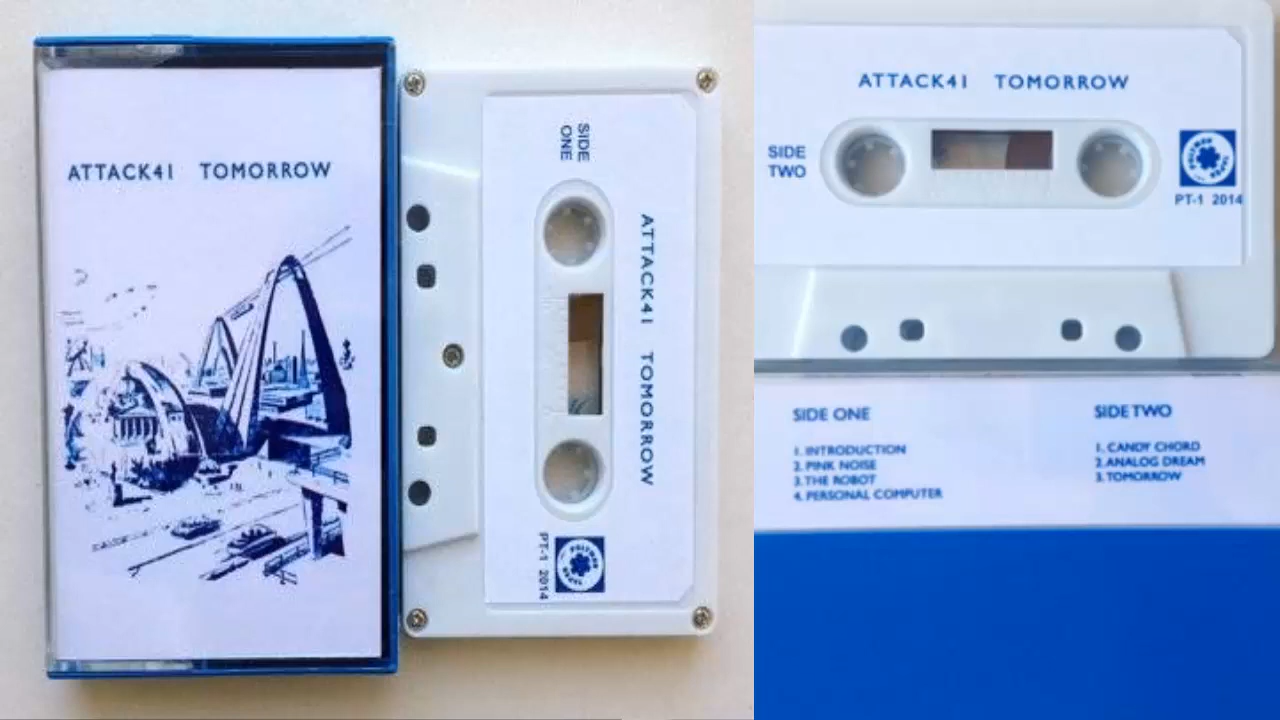 ATTACK41 TOMORROW
SIDE
ONE
ATTACK41 TOMORROW
PT-1 2014
ATTACK41 TOMORROW
SIDE
TWO
PT-1 2014
SIDE ONE
1. INTRODUCTION
2. PINK NOISE
3. THE ROBOT
4. PERSONAL COMPUTER
SIDE TWO
1. CANDY CHORD
2. ANALOG DREAM
3. TOMORROW